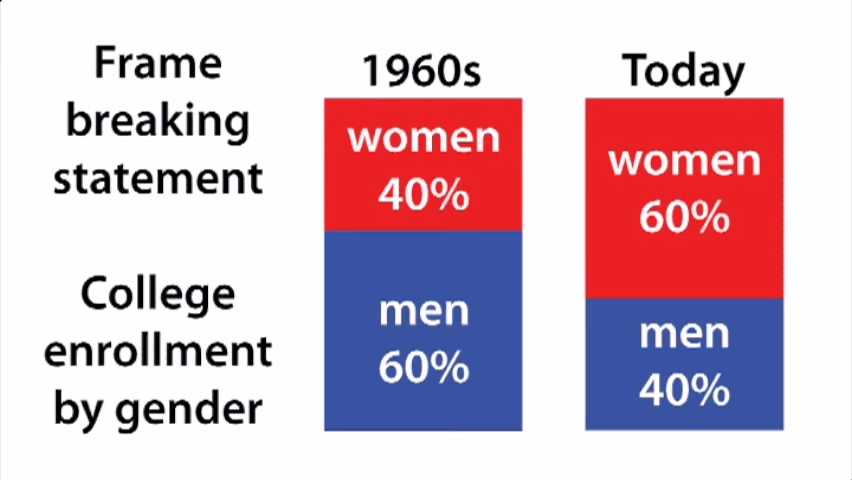 Frame
breaking
statement
College
enrollment
by gender
1960s
women
40%
men
60%
Today
women
60%
men
40%